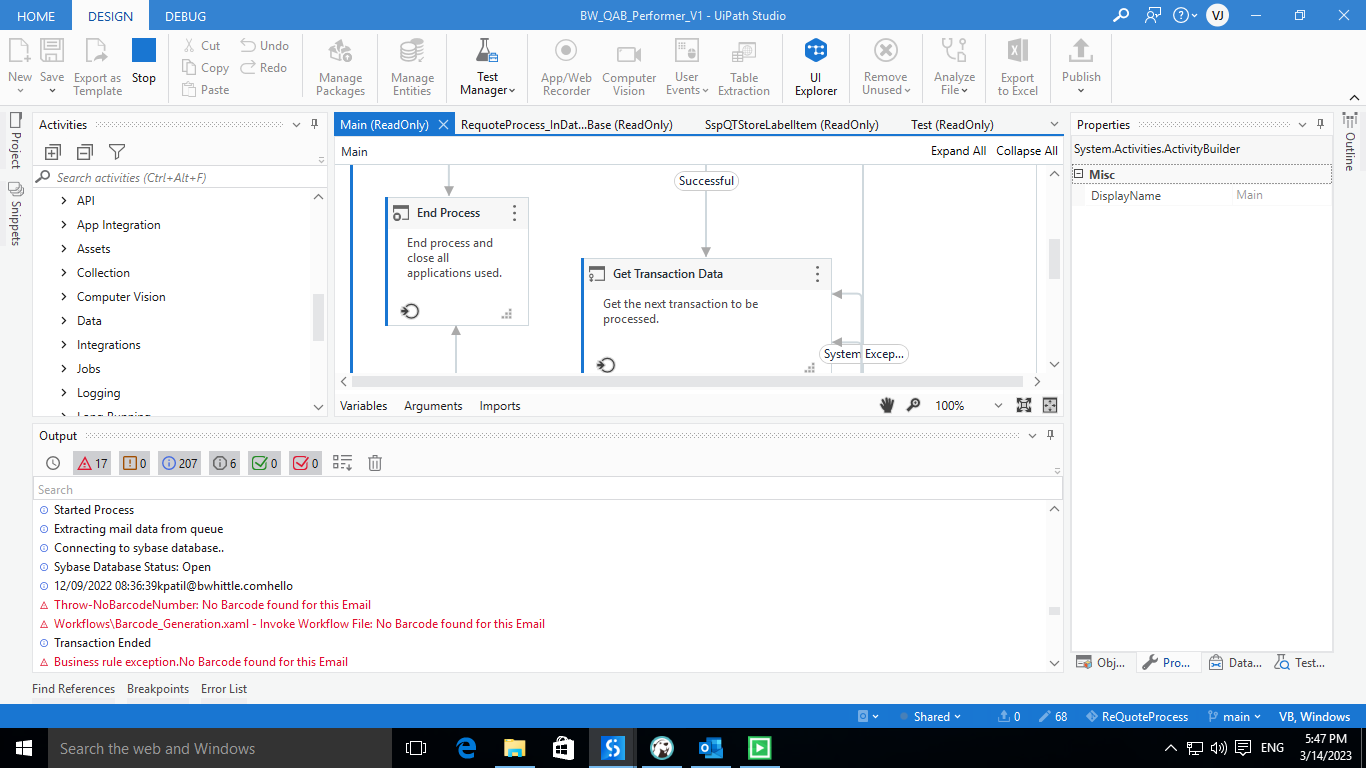 HOME DESIGN DEBUG BW_QAB_Performer_V1 - UiPath Studio VJ
New Save Export as Template Stop
Cut Undo
Copy Redo
Paste
Manage Packages
Manage Entities
Test Manager
App/Web Recorder
Computer Vision
User Events
Table Extraction
UI Explorer
Remove Unused
Analyze File
Export to Excel
Publish
Project
Snippets
Activities
Search activities (Ctrl+Alt+F)
API
App Integration
Assets
Collection
Computer Vision
Data
Integrations
Jobs
Logging
Long Running
Main (ReadOnly) RequoteProcess_InDat...Base (ReadOnly) SspQTStoreLabelItem (ReadOnly) Test (ReadOnly)
Main Expand All Collapse All
Successful
End Process
End process and
close all
applications used.
Get Transaction Data
Get the next transaction to be
processed.
System Excep...
Variables Arguments Imports 100%
Properties
System.Activities.ActivityBuilder
Misc
DisplayName Main
Outline
Obj... Pro... Data... Test...
Output
17 0 207 6 0 0
Search
Started Process
Extracting mail data from queue
Connecting to sybase database..
Sybase Database Status: Open
12/09/2022 08:36:39kpatil@bwhittle.comhello
Throw-NoBarcodeNumber: No Barcode found for this Email
Workflows\Barcode_Generation.xaml - Invoke Workflow File: No Barcode found for this Email
Transaction Ended
Business rule exception.No Barcode found for this Email
Find References Breakpoints Error List
Shared 0 68 ReQuoteProcess main VB, Windows
Search the web and Windows
ENG
5:47 PM
3/14/2023